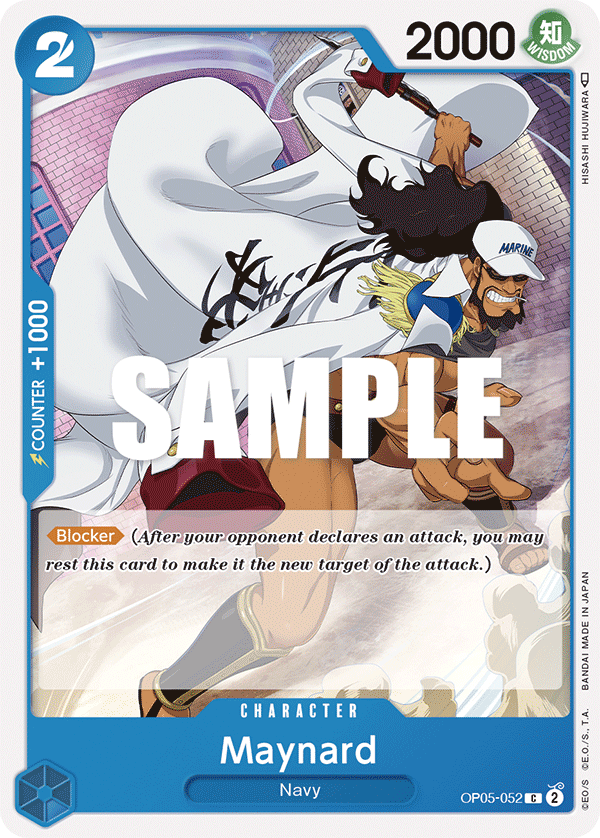 2
2000
知
WISDOM
HISASHI HUJIWARA
MARINE
COUNTER +1000
SAMPLE
Blocker (After your opponent declares an attack, you may
rest this card to make it the new target of the attack.)
CHARACTER
Maynard
Navy
OP05-052 C 2
©EO/S ©E.O./S., T.A. BANDAI MADE IN JAPAN